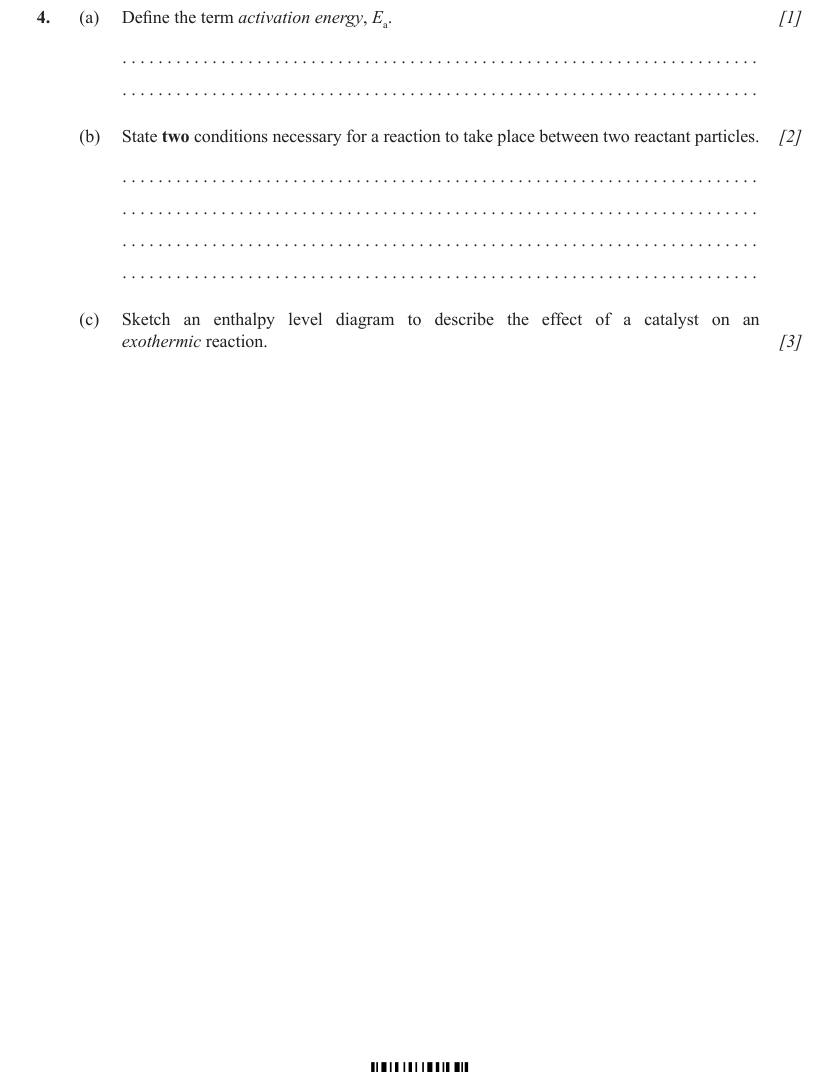 4. (a) Define the term activation energy, Eₐ. [1]
. . . . . . . . . . . . . . . . . . . . . . . . . . . . . . . . . . . . . . . . . . . . . . . . . . . . . . . . . . . . . . . . . . . . . . .
. . . . . . . . . . . . . . . . . . . . . . . . . . . . . . . . . . . . . . . . . . . . . . . . . . . . . . . . . . . . . . . . . . . . . . .
(b) State two conditions necessary for a reaction to take place between two reactant particles. [2]
. . . . . . . . . . . . . . . . . . . . . . . . . . . . . . . . . . . . . . . . . . . . . . . . . . . . . . . . . . . . . . . . . . . . . . .
. . . . . . . . . . . . . . . . . . . . . . . . . . . . . . . . . . . . . . . . . . . . . . . . . . . . . . . . . . . . . . . . . . . . . . .
. . . . . . . . . . . . . . . . . . . . . . . . . . . . . . . . . . . . . . . . . . . . . . . . . . . . . . . . . . . . . . . . . . . . . . .
. . . . . . . . . . . . . . . . . . . . . . . . . . . . . . . . . . . . . . . . . . . . . . . . . . . . . . . . . . . . . . . . . . . . . . .
(c) Sketch an enthalpy level diagram to describe the effect of a catalyst on an
exothermic reaction. [3]